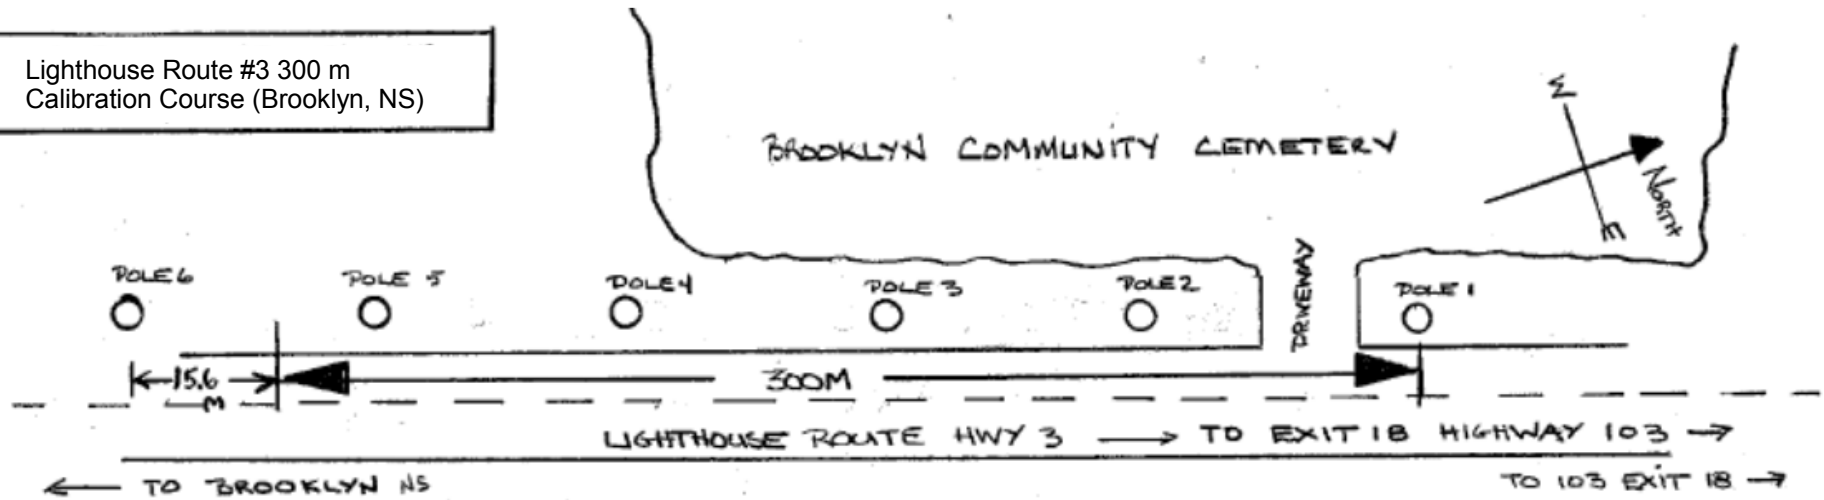 Lighthouse Route #3 300 m
Calibration Course (Brooklyn, NS)
BROOKLYN COMMUNITY CEMETERY
W
NORTH
E
POLE 6
POLE 5
POLE 4
POLE 3
POLE 2
DRIVEWAY
POLE 1
15.6
M
300M
LIGHTHOUSE ROUTE HWY 3 → TO EXIT 18 HIGHWAY 103 →
← TO BROOKLYN NS
TO 103 EXIT 18 →